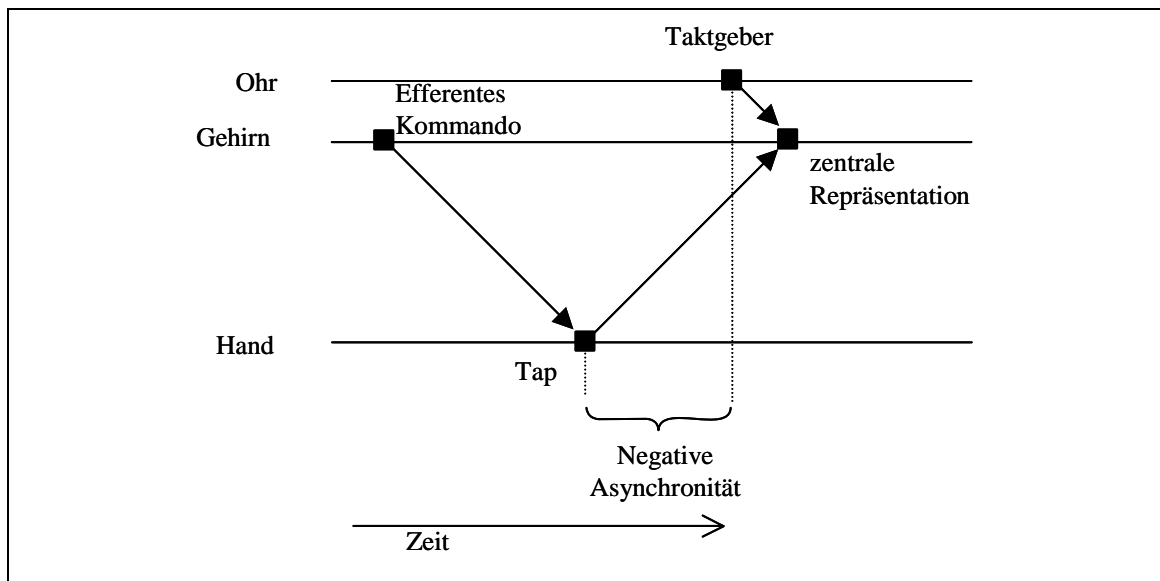 Taktgeber
Ohr
Efferentes
Kommando
Gehirn
zentrale
Repräsentation
Hand
Tap
Negative
Asynchronität
Zeit